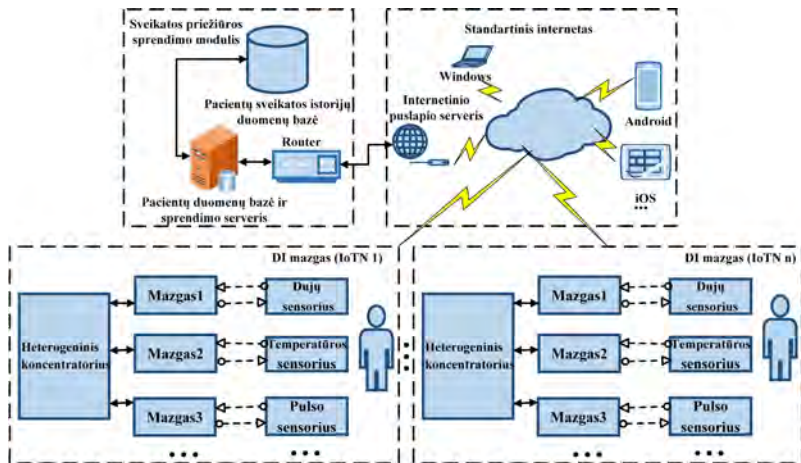 Sveikatos priežiūros
sprendimo modulis
Pacientų sveikatos istorijų
duomenų bazė
Router
Pacientų duomenų bazė ir
sprendimo serveris
Standartinis internetas
Windows
Internetinio
puslapio serveris
Android
iOS
...
DI mazgas (IoTN 1)
Heterogeninis
koncentratorius
Mazgas1
Dujų
sensorius
Mazgas2
Temperatūros
sensorius
Mazgas3
Pulso
sensorius
...
...
...
DI mazgas (IoTN n)
Heterogeninis
koncentratorius
Mazgas1
Dujų
sensorius
Mazgas2
Temperatūros
sensorius
Mazgas3
Pulso
sensorius
...
...